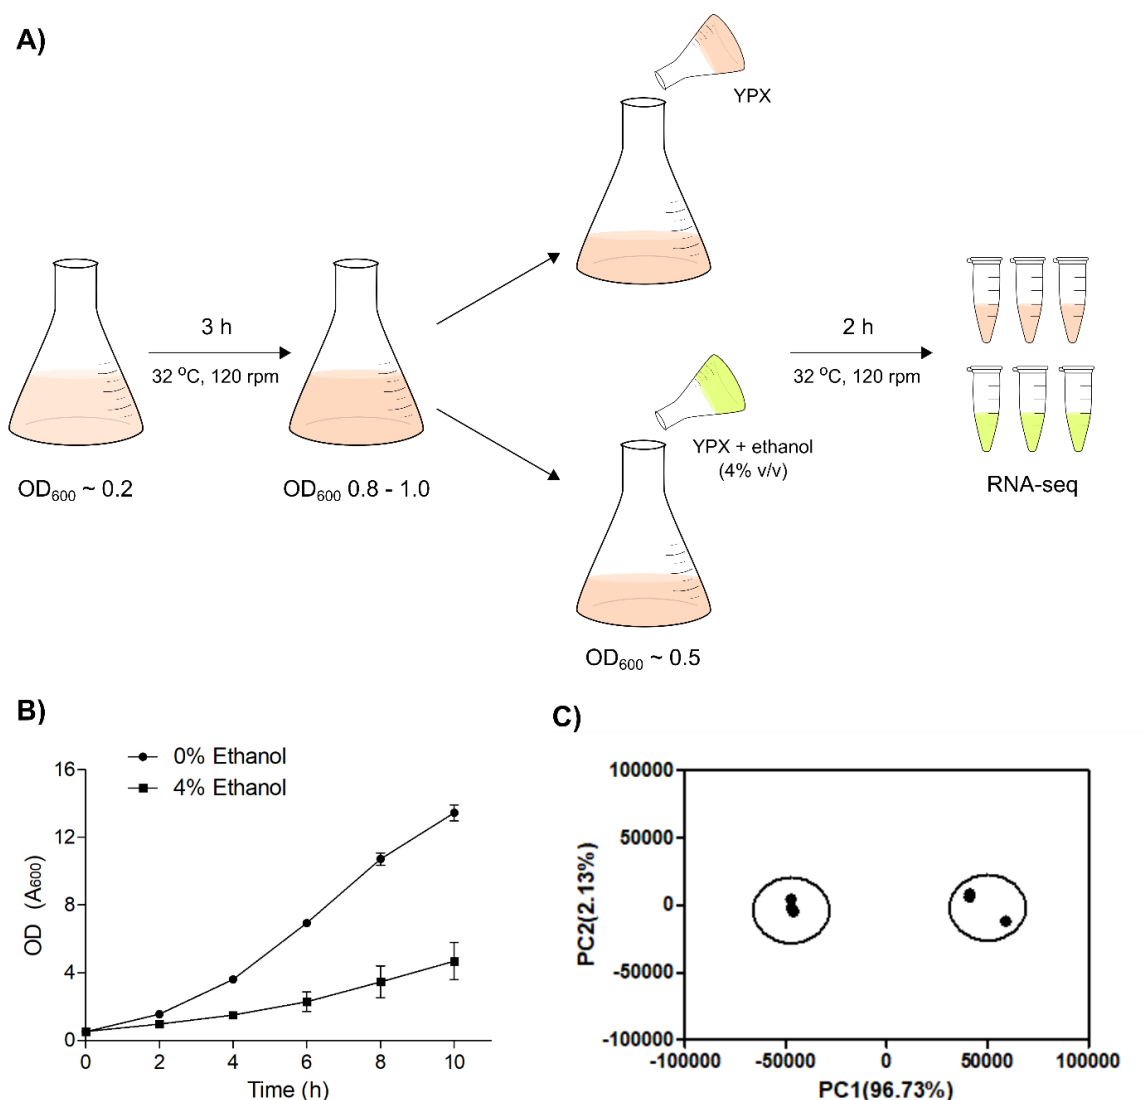 A)
YPX
3 h
32 °C, 120 rpm
2 h
32 °C, 120 rpm
YPX + ethanol
(4% v/v)
OD600 ~ 0.2
OD600 0.8 - 1.0
RNA-seq
OD600 ~ 0.5
B)
0% Ethanol
4% Ethanol
16
12
8
4
0
OD (A600)
0 2 4 6 8 10
Time (h)
C)
100000
50000
0
-50000
-100000
PC2(2.13%)
-100000 -50000 0 50000 100000
PC1(96.73%)